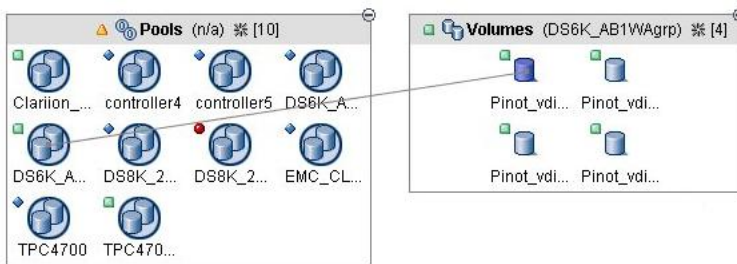 Pools (n/a) [10]
Volumes (DS6K_AB1WAgrp) [4]
Clariion_... controller4 controller5 DS6K_A...
Pinot_vdi... Pinot_vdi...
DS6K_A... DS8K_2... DS8K_2... EMC_CL...
Pinot_vdi... Pinot_vdi...
TPC4700 TPC470...